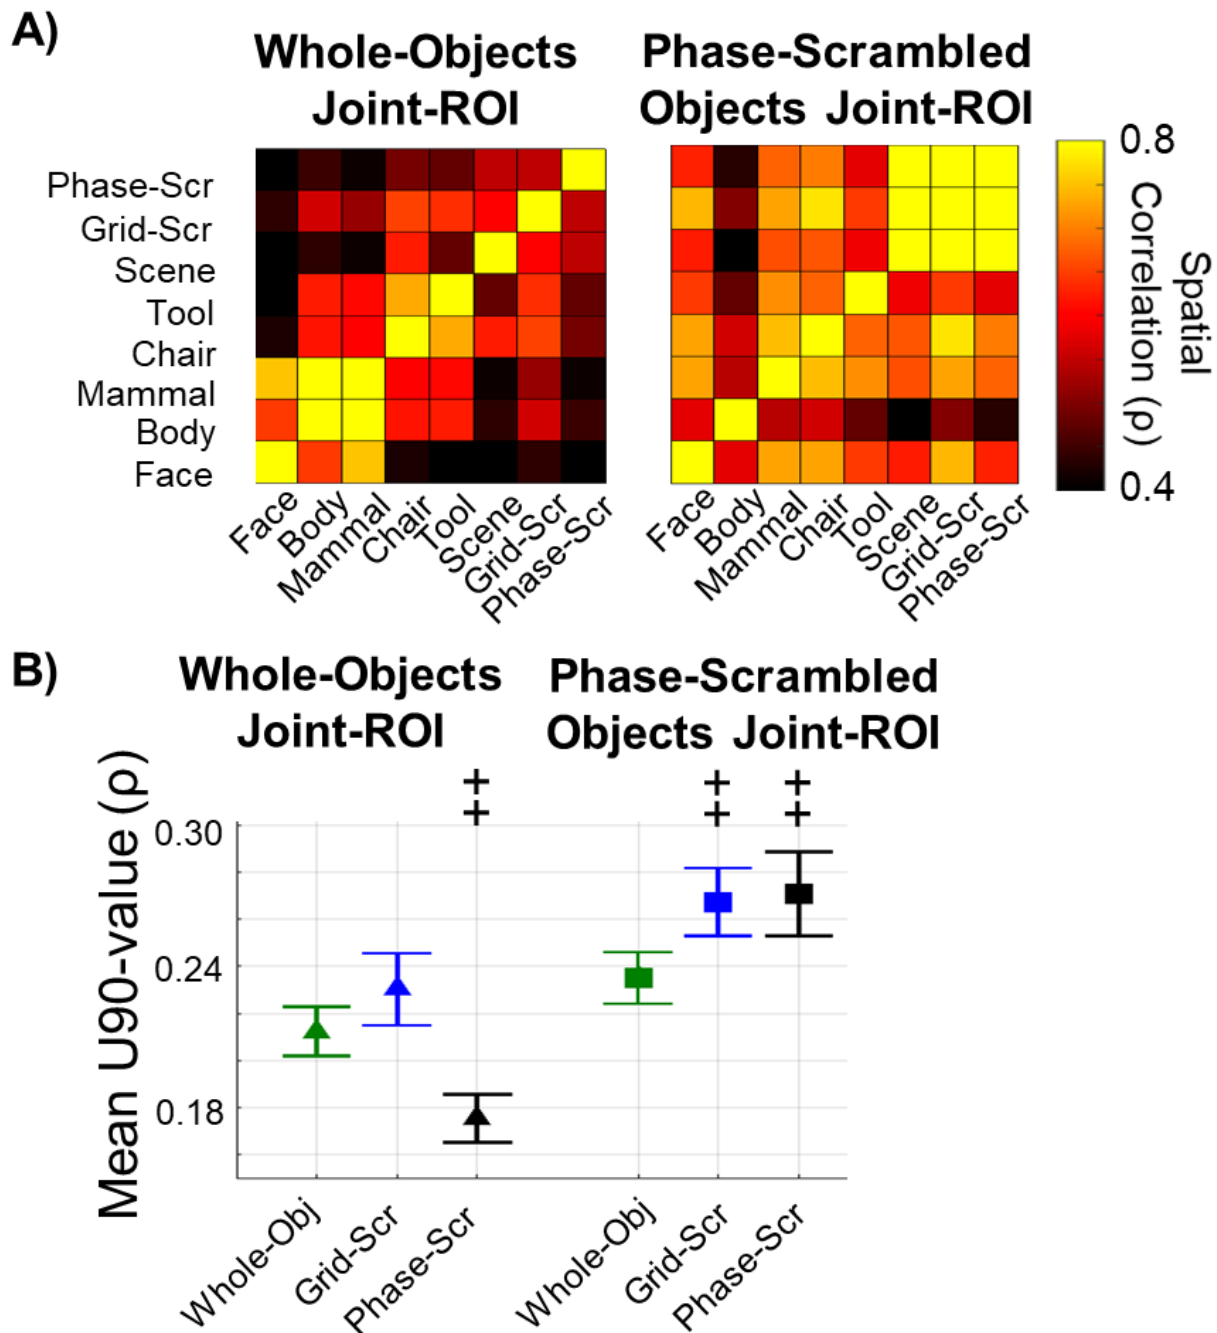 A)
Whole-Objects
Joint-ROI
Phase-Scrambled
Objects Joint-ROI
Phase-Scr
Grid-Scr
Scene
Tool
Chair
Mammal
Body
Face
Face
Body
Mammal
Chair
Tool
Scene
Grid-Scr
Phase-Scr
Face
Body
Mammal
Chair
Tool
Scene
Grid-Scr
Phase-Scr
0.8
0.4
Spatial
Correlation (ρ)
B)
Whole-Objects
Joint-ROI
Phase-Scrambled
Objects Joint-ROI
Mean U90-value (ρ)
0.30
0.24
0.18
++
++
++
Whole-Obj
Grid-Scr
Phase-Scr
Whole-Obj
Grid-Scr
Phase-Scr